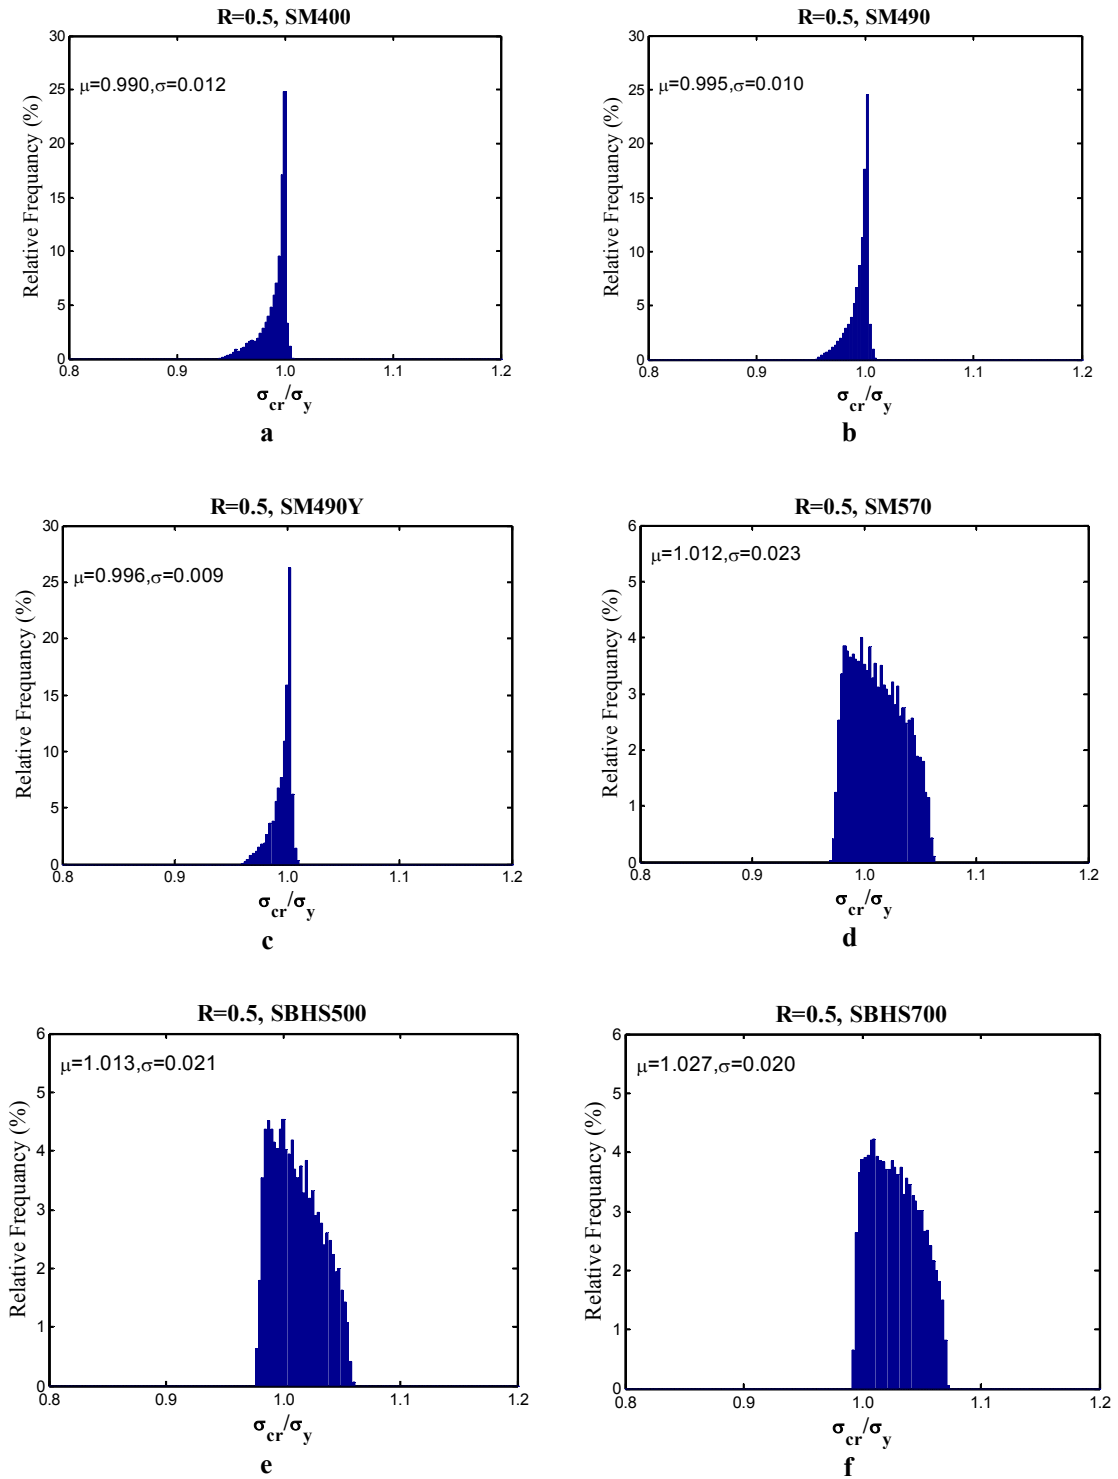 R=0.5, SM400
μ=0.990,σ=0.012
Relative Frequancy (%)
30
25
20
15
10
5
0
0.8 0.9 1.0 1.1 1.2
σcr/σy
a
R=0.5, SM490
μ=0.995,σ=0.010
Relative Frequancy (%)
30
25
20
15
10
5
0
0.8 0.9 1.0 1.1 1.2
σcr/σy
b
R=0.5, SM490Y
μ=0.996,σ=0.009
Relative Frequancy (%)
30
25
20
15
10
5
0
0.8 0.9 1.0 1.1 1.2
σcr/σy
c
R=0.5, SM570
μ=1.012,σ=0.023
Relative Frequancy (%)
6
5
4
3
2
1
0
0.8 0.9 1.0 1.1 1.2
σcr/σy
d
R=0.5, SBHS500
μ=1.013,σ=0.021
Relative Frequancy (%)
6
5
4
3
2
1
0
0.8 0.9 1.0 1.1 1.2
σcr/σy
e
R=0.5, SBHS700
μ=1.027,σ=0.020
Relative Frequancy (%)
6
5
4
3
2
1
0
0.8 0.9 1.0 1.1 1.2
σcr/σy
f